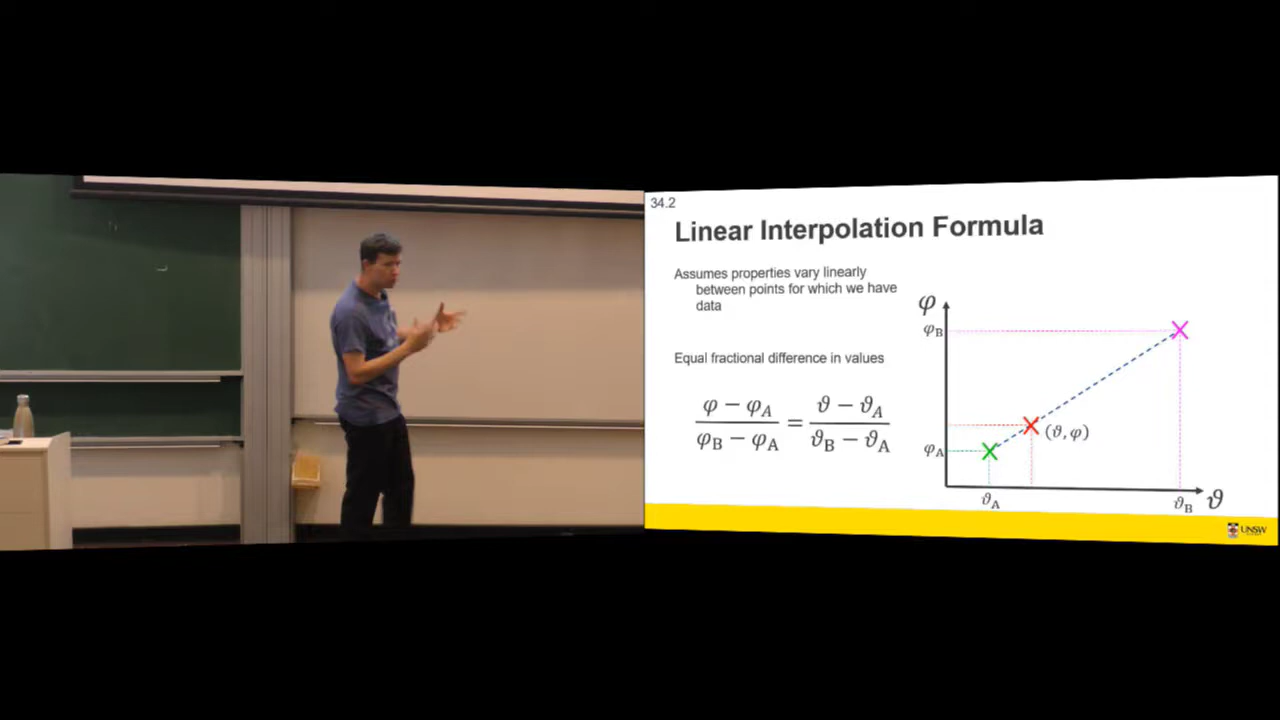 34.2
Linear Interpolation Formula
Assumes properties vary linearly
between points for which we have
data
Equal fractional difference in values
φ − φ_A / φ_B − φ_A = ϑ − ϑ_A / ϑ_B − ϑ_A
φ
φ_B
(ϑ, φ)
φ_A
ϑ_A
ϑ_B ϑ
UNSW